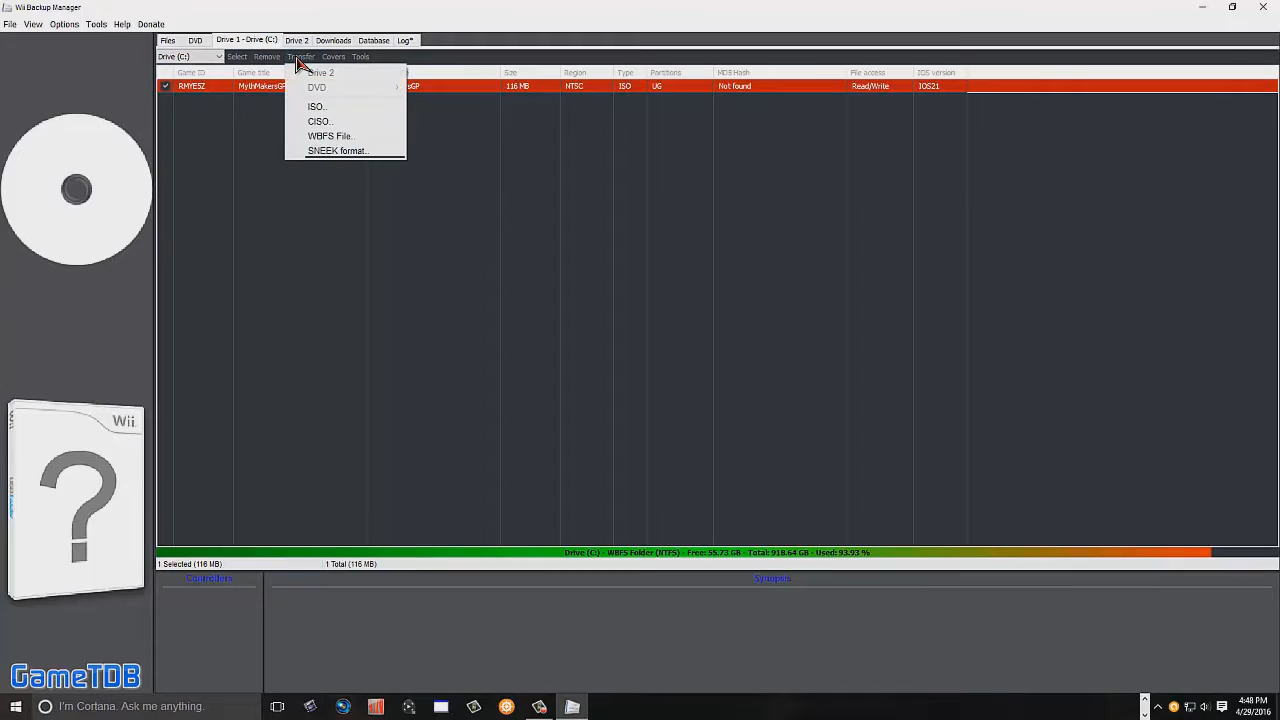 Wii Backup Manager
File View Options Tools Help Donate
Files DVD Drive 1 - Drive (C:) Drive 2 Downloads Database Log*
Drive (C:) Select Remove Transfer Covers Tools
Game ID Game title Size Region Type Partitions MD5 Hash File access IOS version
RMYE5Z MythMakersGP 116 MB NTSC ISO UG Not found Read/Write IOS21
Drive 2
DVD
ISO..
CISO..
WBFS File..
SNEEK format..
Wii
?
Drive (C:) - WBFS Folder (NTFS) - Free: 55.73 GB - Total: 918.64 GB - Used: 93.93 %
1 Selected (116 MB) 1 Total (116 MB)
Controllers Synopsis
GameTDB
I'm Cortana. Ask me anything.
4:48 PM
4/29/2016